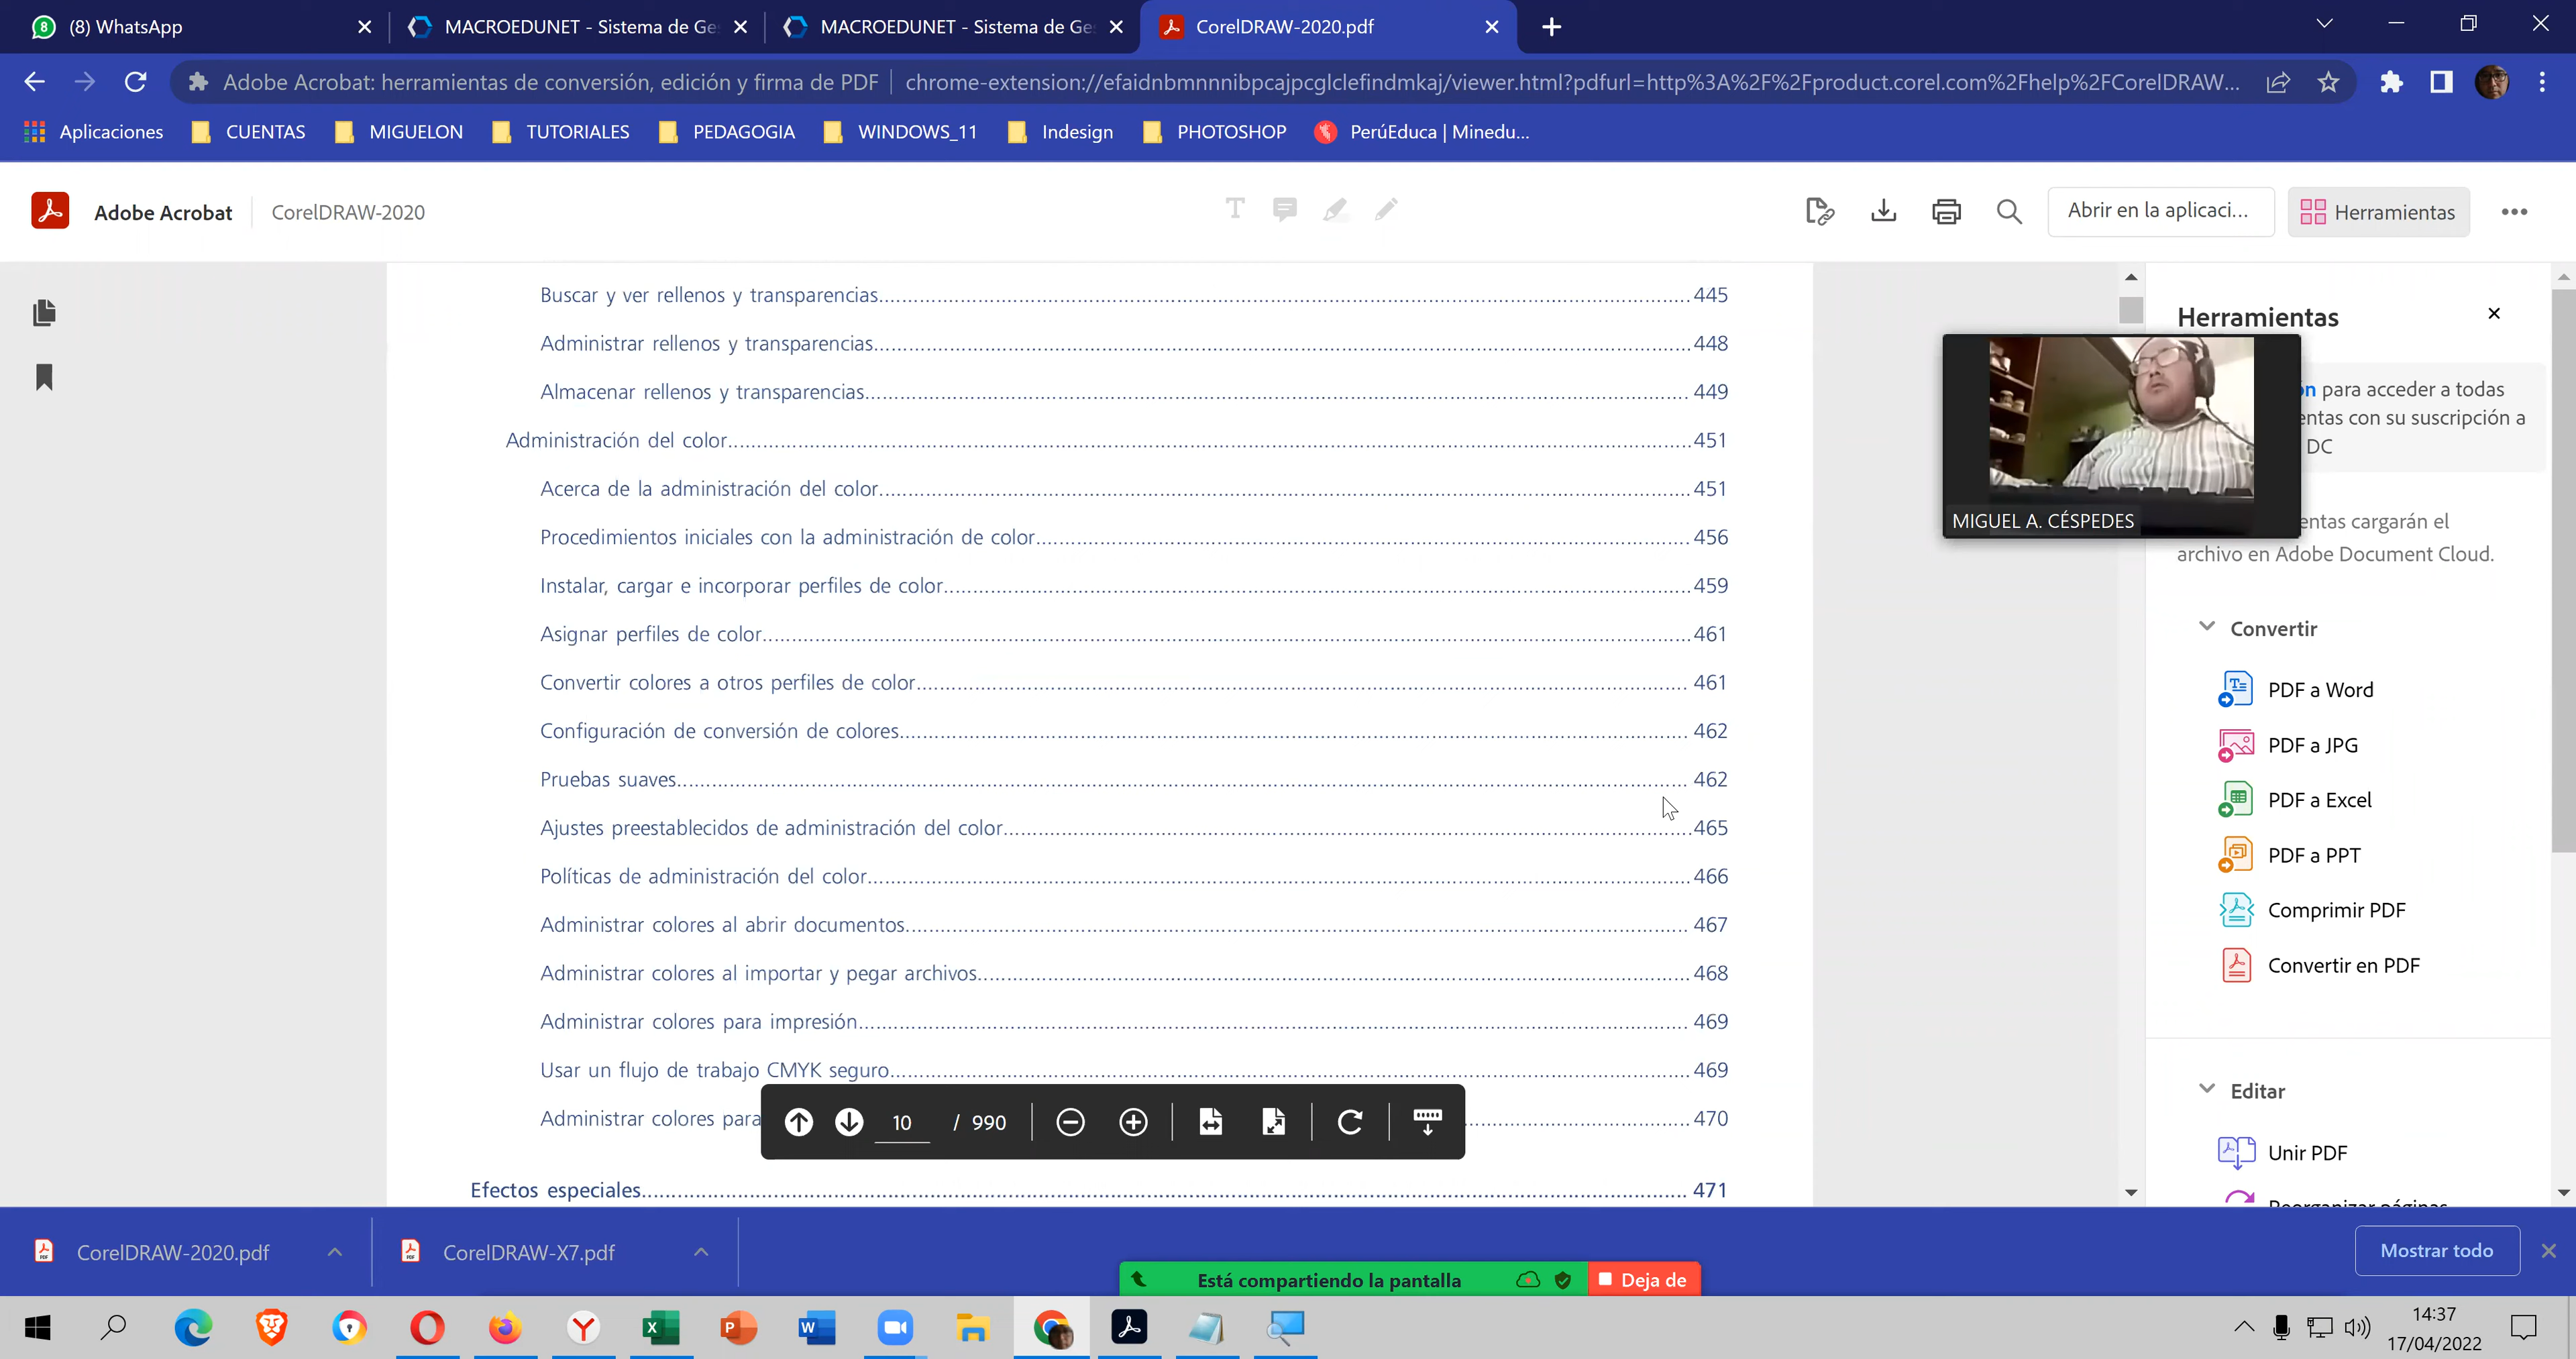 (8) WhatsApp
MACROEDUNET - Sistema de Ges
MACROEDUNET - Sistema de Ges
CorelDRAW-2020.pdf
Adobe Acrobat: herramientas de conversión, edición y firma de PDF
chrome-extension://efaidnbmnnnibpcajpcglclefindmkaj/viewer.html?pdfurl=http%3A%2F%2Fproduct.corel.com%2Fhelp%2FCorelDRAW...
Aplicaciones
CUENTAS
MIGUELON
TUTORIALES
PEDAGOGIA
WINDOWS_11
Indesign
PHOTOSHOP
PerúEduca | Minedu...
Adobe Acrobat
CorelDRAW-2020
Abrir en la aplicaci...
Herramientas
Buscar y ver rellenos y transparencias 445
Administrar rellenos y transparencias 448
Almacenar rellenos y transparencias 449
Administración del color 451
Acerca de la administración del color 451
Procedimientos iniciales con la administración de color 456
Instalar, cargar e incorporar perfiles de color 459
Asignar perfiles de color 461
Convertir colores a otros perfiles de color 461
Configuración de conversión de colores 462
Pruebas suaves 462
Ajustes preestablecidos de administración del color 465
Políticas de administración del color 466
Administrar colores al abrir documentos 467
Administrar colores al importar y pegar archivos 468
Administrar colores para impresión 469
Usar un flujo de trabajo CMYK seguro 469
Administrar colores para 470
Efectos especiales 471
10 / 990
Herramientas
ón para acceder a todas
entas con su suscripción a
DC
MIGUEL A. CÉSPEDES
entas cargarán el
archivo en Adobe Document Cloud.
Convertir
PDF a Word
PDF a JPG
PDF a Excel
PDF a PPT
Comprimir PDF
Convertir en PDF
Editar
Unir PDF
Reorganizar páginas
CorelDRAW-2020.pdf
CorelDRAW-X7.pdf
Mostrar todo
Está compartiendo la pantalla
Deja de
14:37
17/04/2022